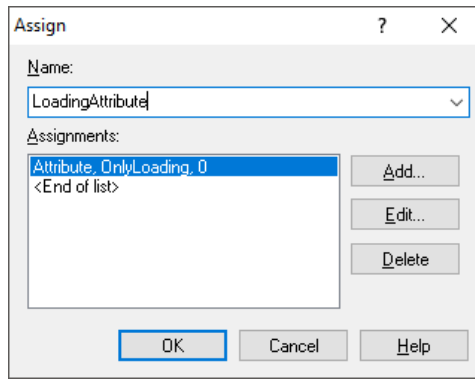 Assign
?
Name:
LoadingAttribute
Assignments:
Attribute, OnlyLoading, 0
<End of list>
Add...
Edit...
Delete
OK
Cancel
Help